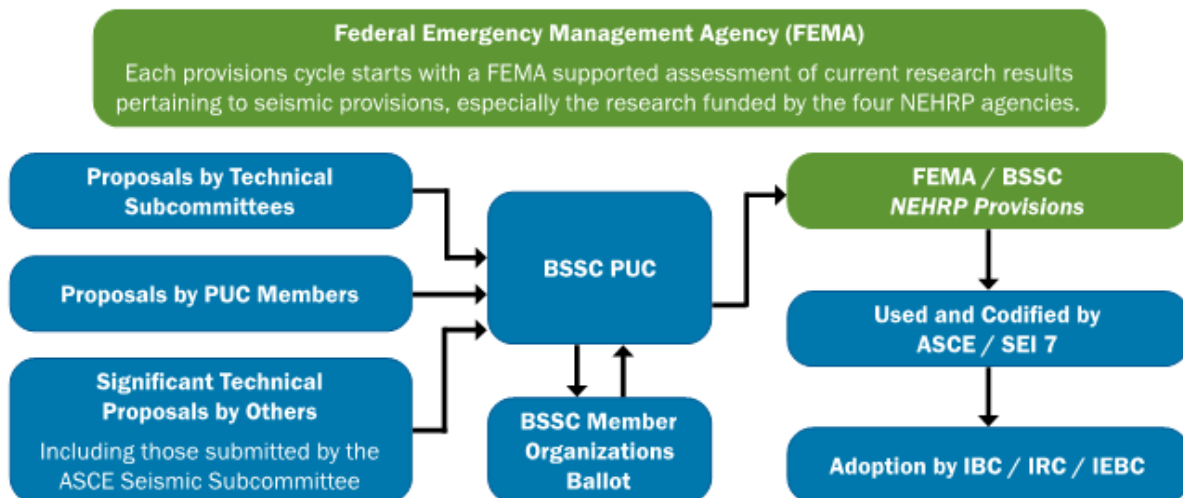 Federal Emergency Management Agency (FEMA)
Each provisions cycle starts with a FEMA supported assessment of current research results
pertaining to seismic provisions, especially the research funded by the four NEHRP agencies.
Proposals by Technical
Subcommittees
Proposals by PUC Members
Significant Technical
Proposals by Others
Including those submitted by the
ASCE Seismic Subcommittee
BSSC PUC
BSSC Member
Organizations
Ballot
FEMA / BSSC
NEHRP Provisions
Used and Codified by
ASCE / SEI 7
Adoption by IBC / IRC / IEBC